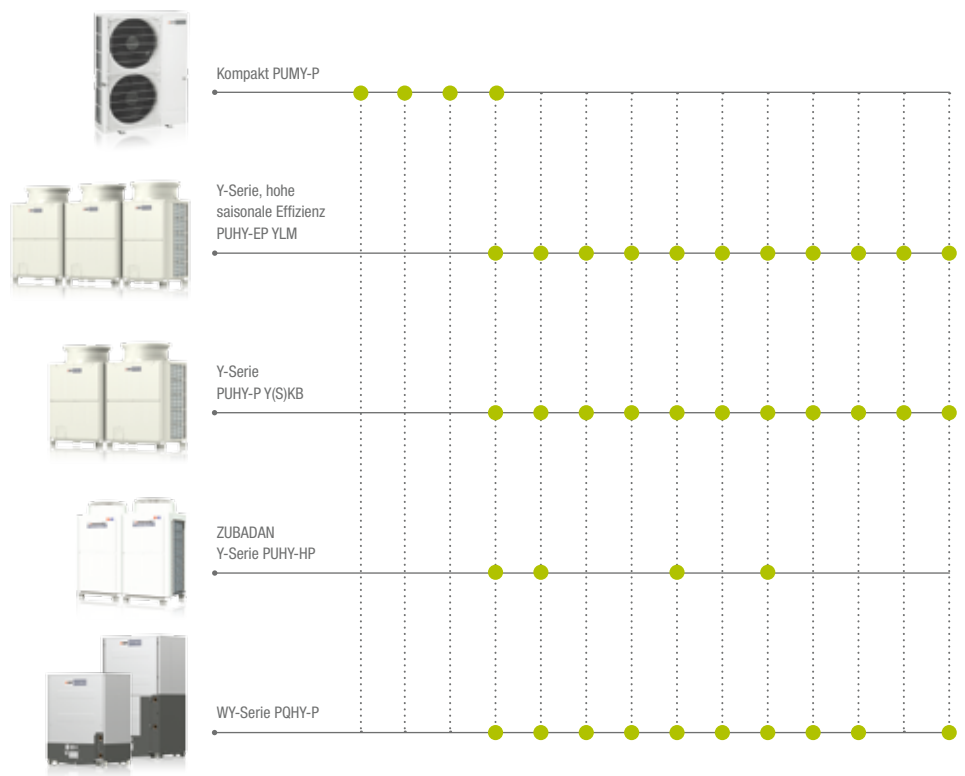 Kompakt PUMY-P
Y-Serie, hohe
saisonale Effizienz
PUHY-EP YLM
Y-Serie
PUHY-P Y(S)KB
ZUBADAN
Y-Serie PUHY-HP
WY-Serie PQHY-P